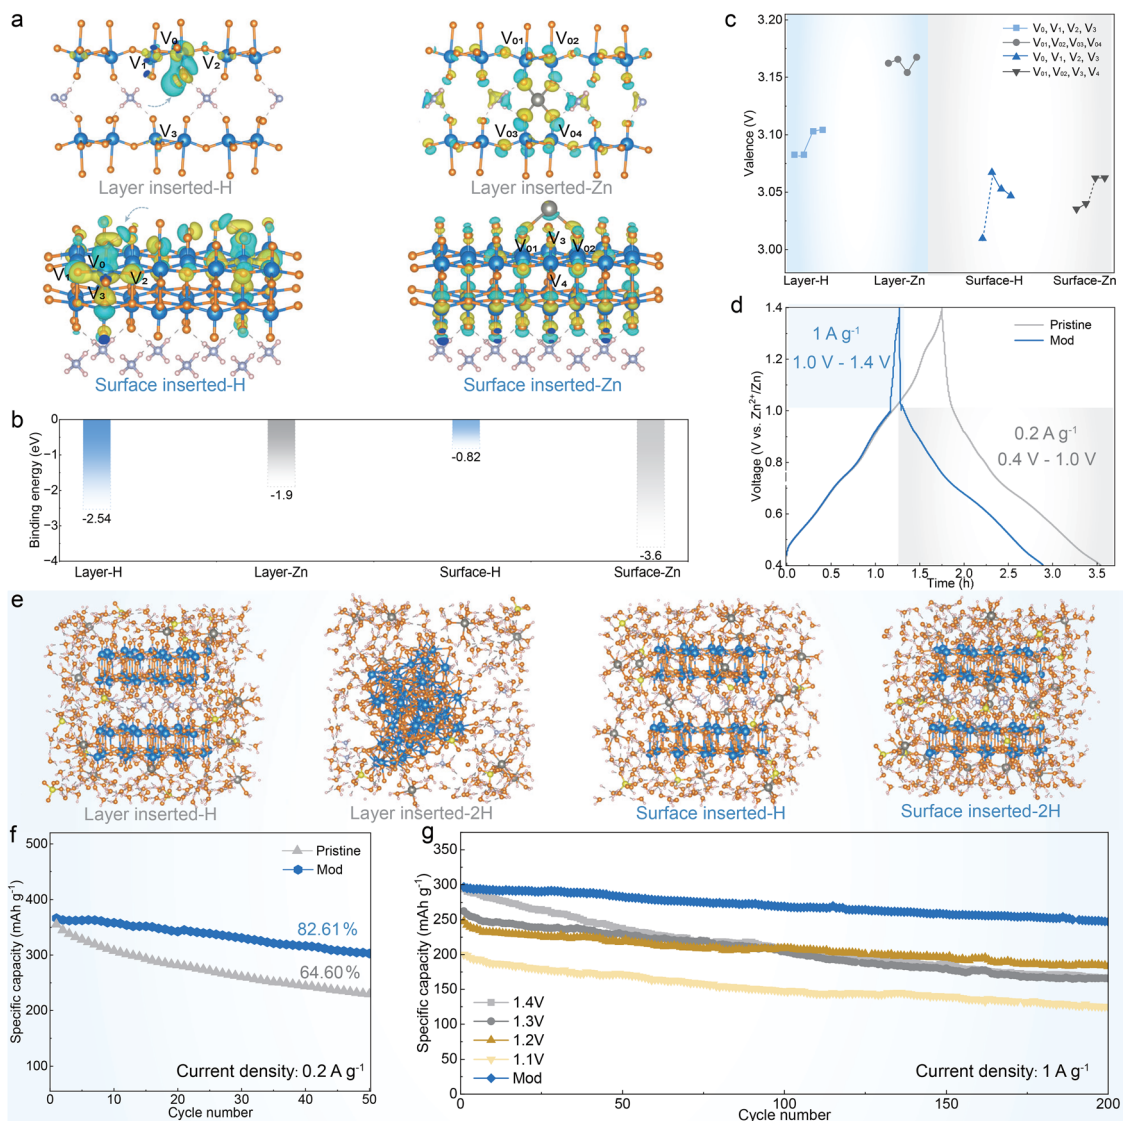 a
V₀
V₁
V₂
V₃
Layer inserted-H
V₀₁
V₀₂
V₀₃
V₀₄
Layer inserted-Zn
V₀
V₁
V₂
V₃
Surface inserted-H
V₀₁
V₃
V₀₂
V₄
Surface inserted-Zn
b
Binding energy (eV)
0
-1
-2
-3
-4
-2.54
-1.9
-0.82
-3.6
Layer-H
Layer-Zn
Surface-H
Surface-Zn
c
Valence (V)
3.20
3.15
3.10
3.05
3.00
V₀, V₁, V₂, V₃
V₀₁, V₀₂, V₀₃, V₀₄
V₀, V₁, V₂, V₃
V₀₁, V₀₂, V₃, V₄
Layer-H
Layer-Zn
Surface-H
Surface-Zn
d
Voltage (V vs. Zn²⁺/Zn)
1.4
1.2
1.0
0.8
0.6
0.4
1 A g⁻¹
1.0 V - 1.4 V
Pristine
Mod
0.2 A g⁻¹
0.4 V - 1.0 V
0.0
0.5
1.0
1.5
2.0
2.5
3.0
3.5
Time (h)
e
Layer inserted-H
Layer inserted-2H
Surface inserted-H
Surface inserted-2H
f
Specific capacity (mAh g⁻¹)
500
400
300
200
100
Pristine
Mod
82.61%
64.60%
Current density: 0.2 A g⁻¹
0
10
20
30
40
50
Cycle number
g
Specific capacity (mAh g⁻¹)
350
300
250
200
150
100
50
0
1.4V
1.3V
1.2V
1.1V
Mod
Current density: 1 A g⁻¹
0
50
100
150
200
Cycle number